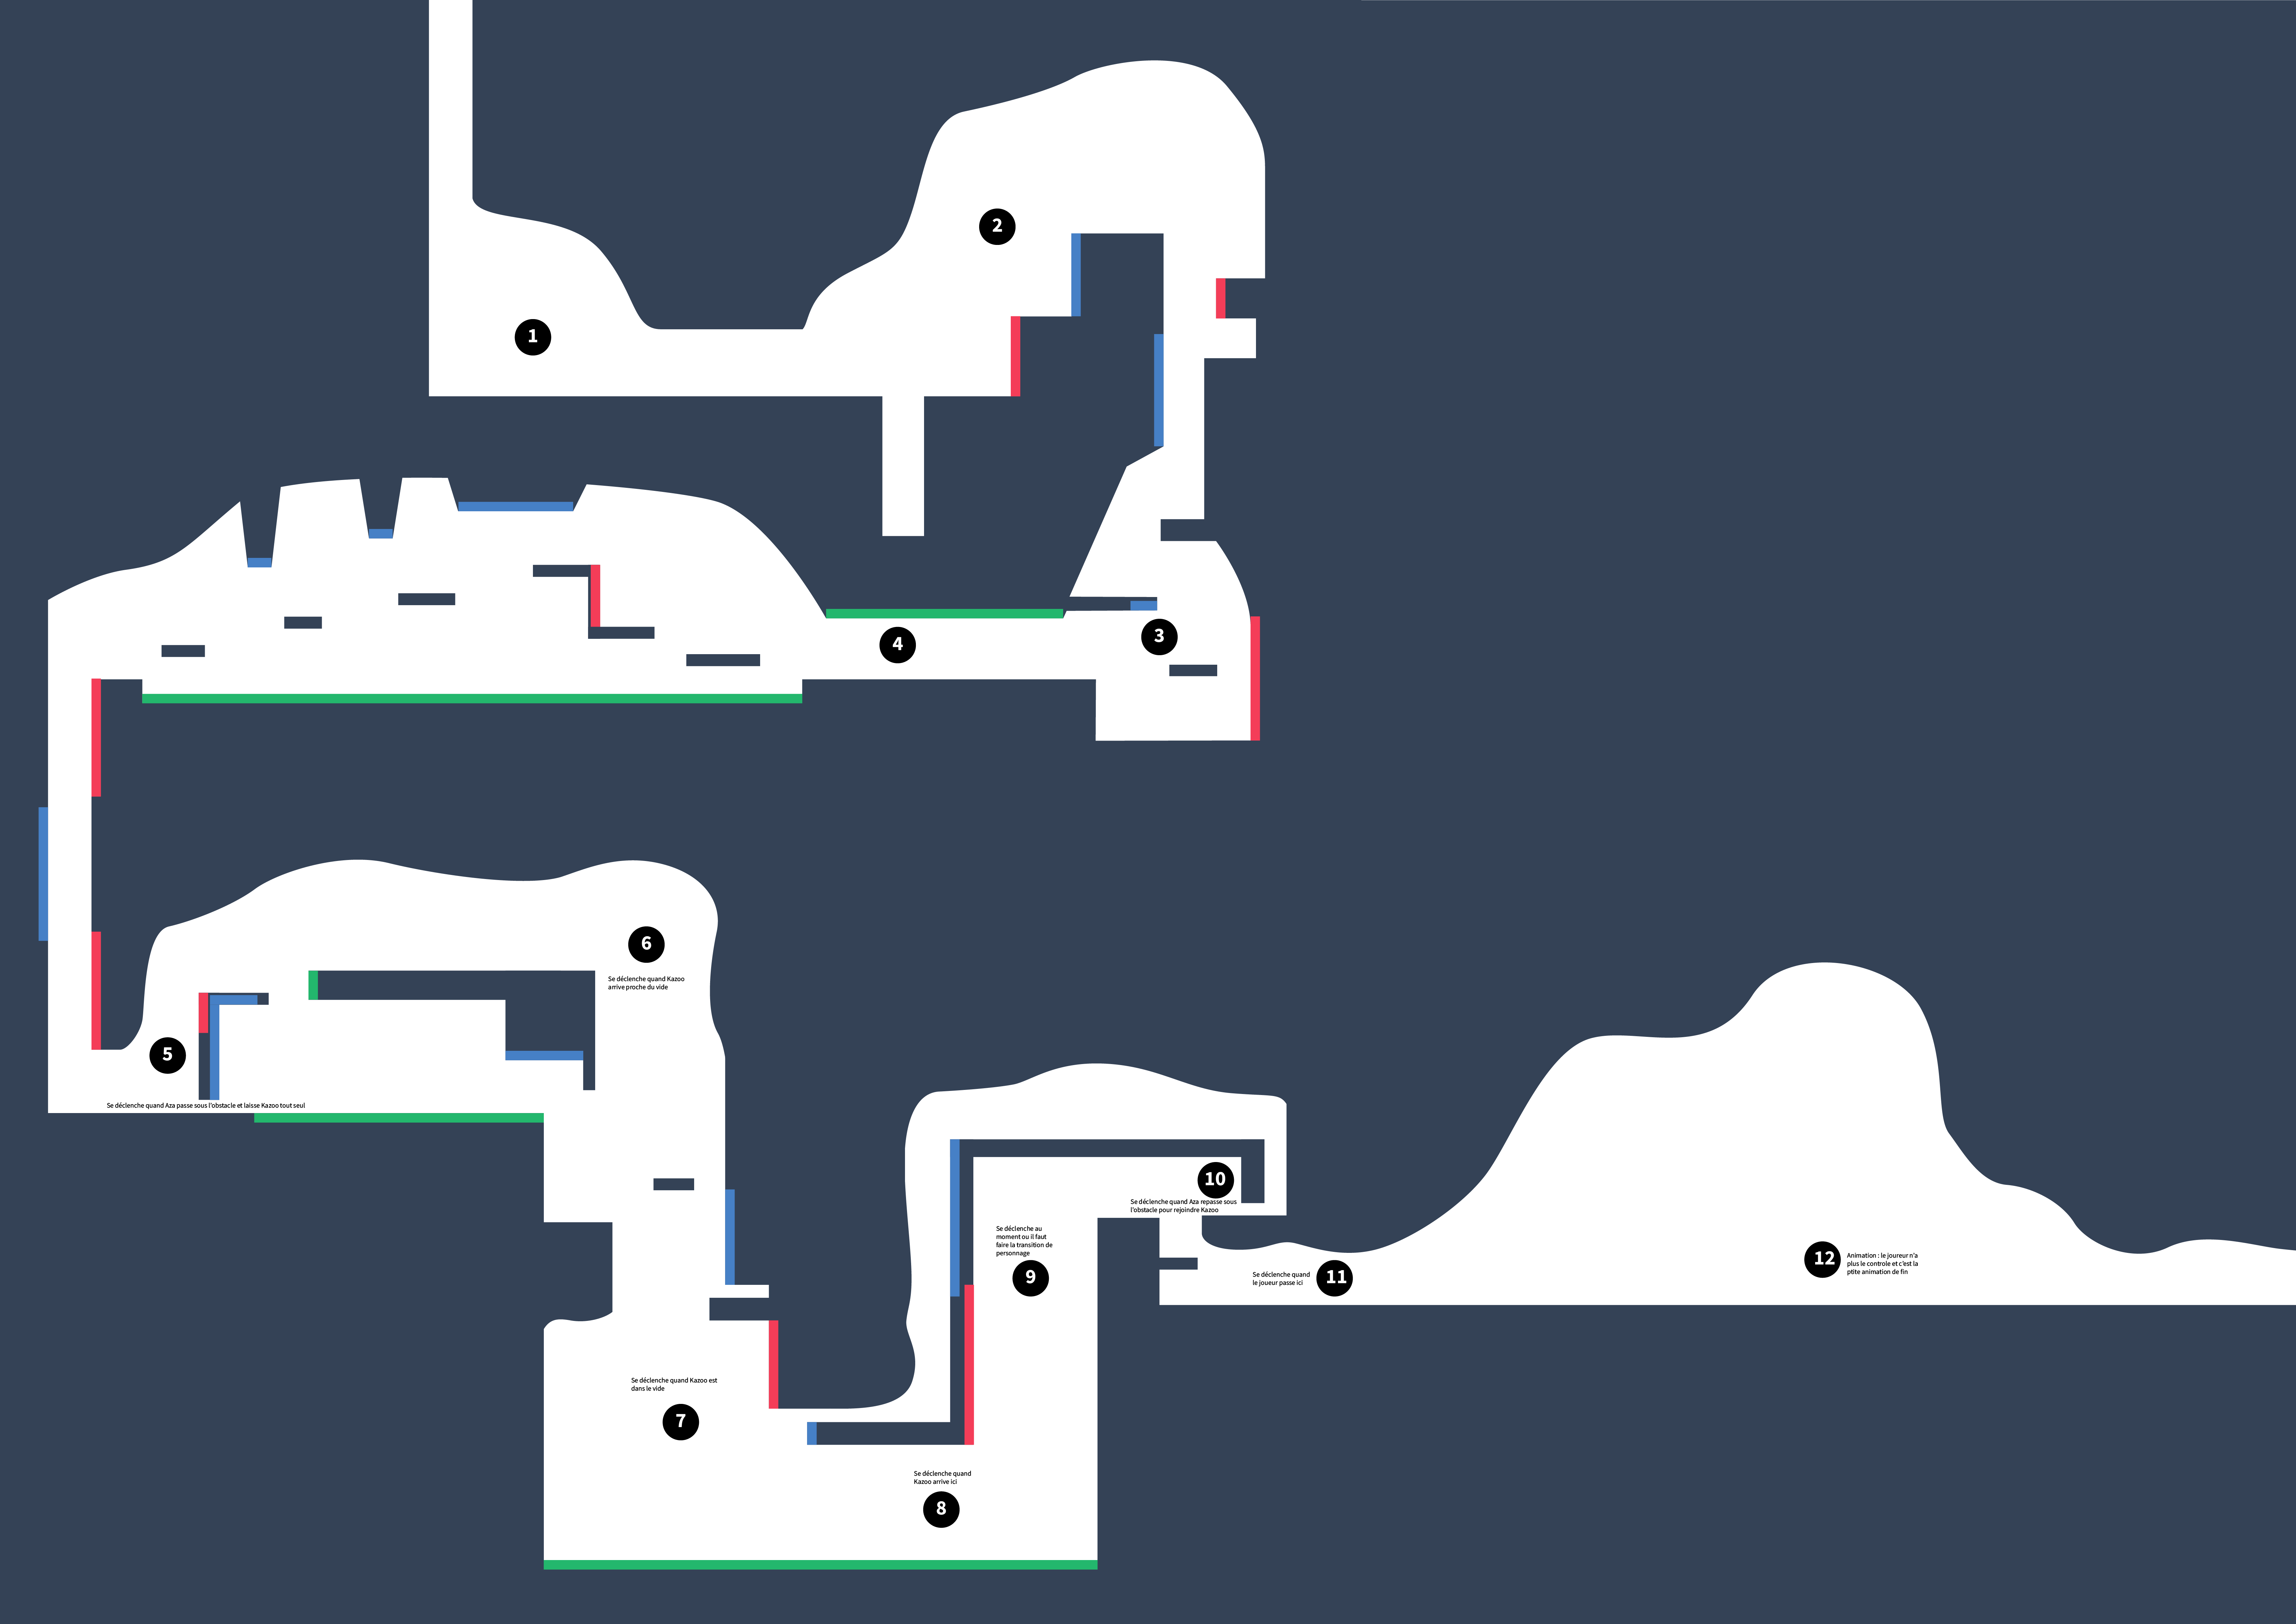 2
1
4
3
6
Se déclenche quand Kazoo
arrive proche du vide
5
Se déclenche quand Aza passe sous l'obstacle et laisse Kazoo tout seul
10
Se déclenche quand Aza repasse sous
l'obstacle pour rejoindre Kazoo
Se déclenche au
moment ou il faut
faire la transition de
personnage
9
Se déclenche quand
le joueur passe ici
11
12
Animation : le joreur n'a
plus le controle et c'est la
ptite animation de fin
Se déclenche quand Kazoo est
dans le vide
7
Se déclenche quand
Kazoo arrive ici
8